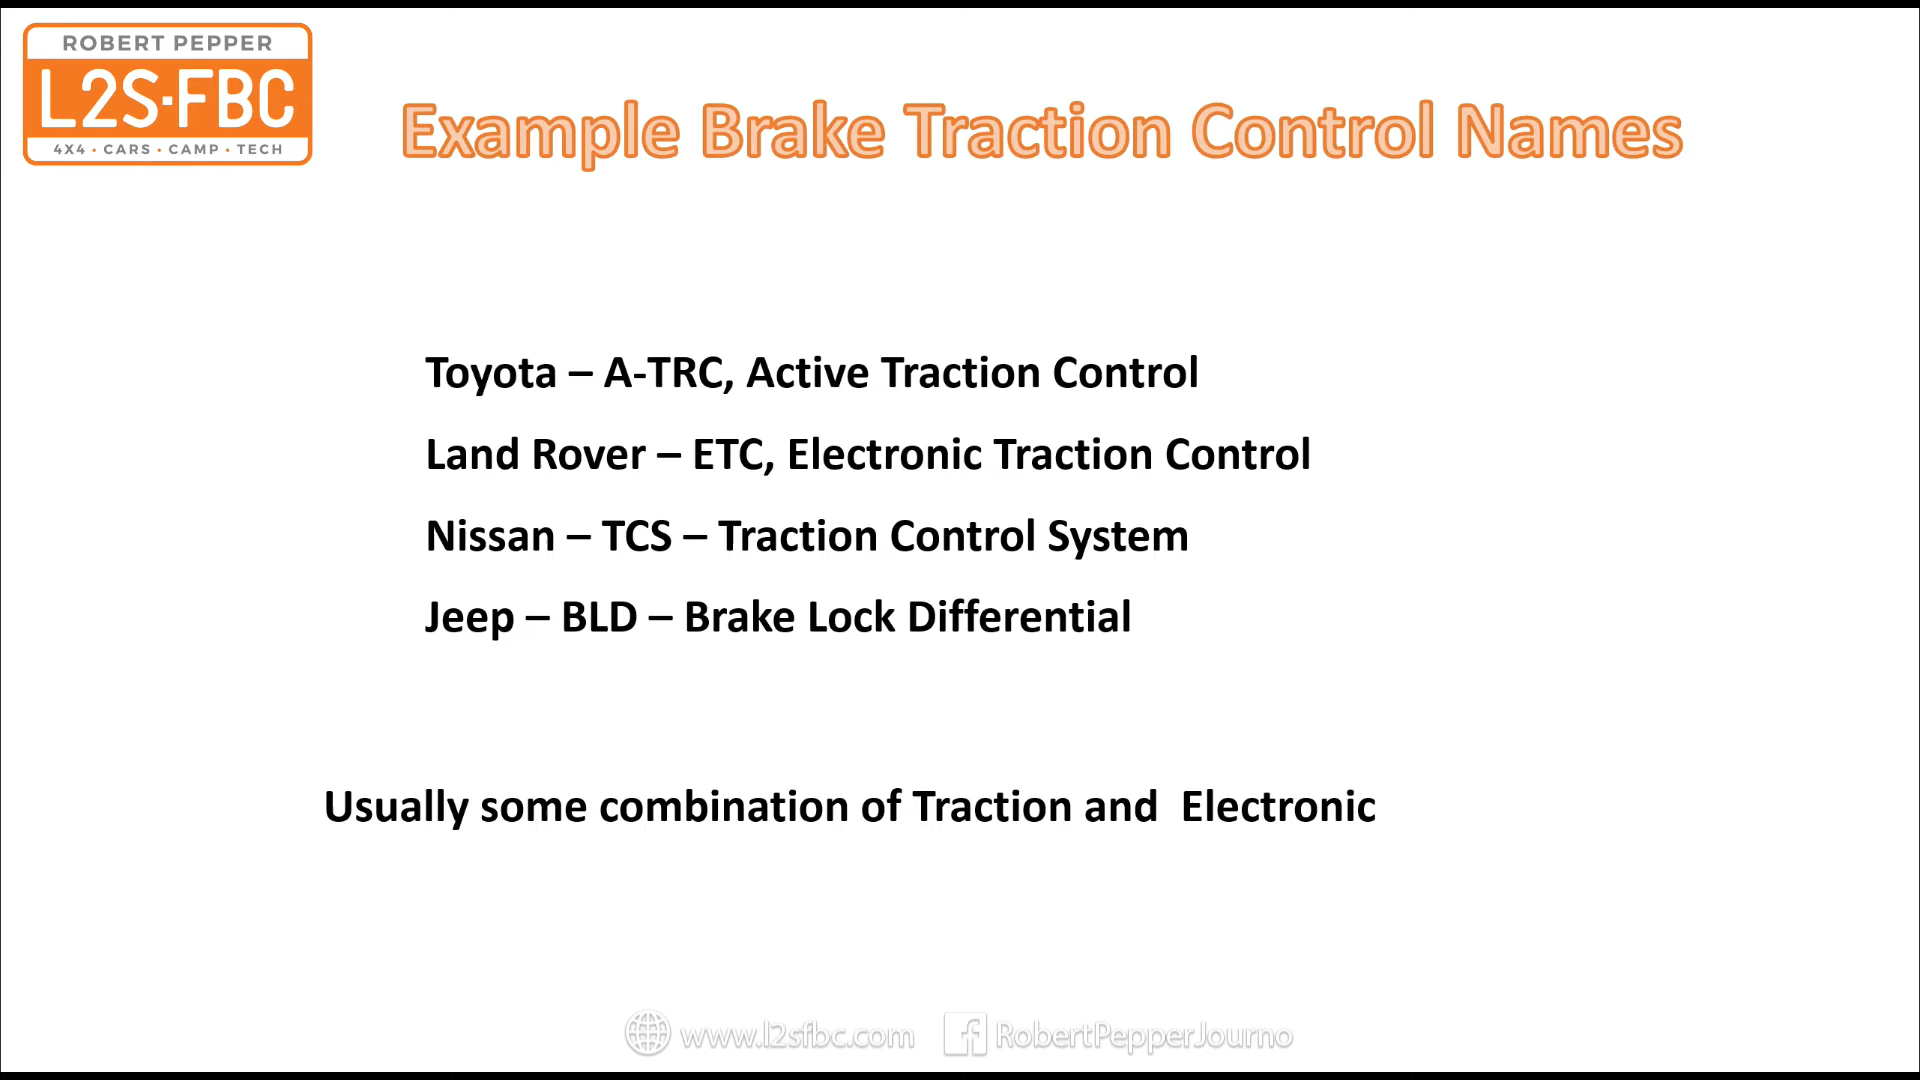 ROBERT PEPPER
L2S·FBC
4X4 · CARS · CAMP · TECH
Example Brake Traction Control Names
Toyota – A-TRC, Active Traction Control
Land Rover – ETC, Electronic Traction Control
Nissan – TCS – Traction Control System
Jeep – BLD – Brake Lock Differential
Usually some combination of Traction and  Electronic
www.l2sfbc.com RobertPepperJourno